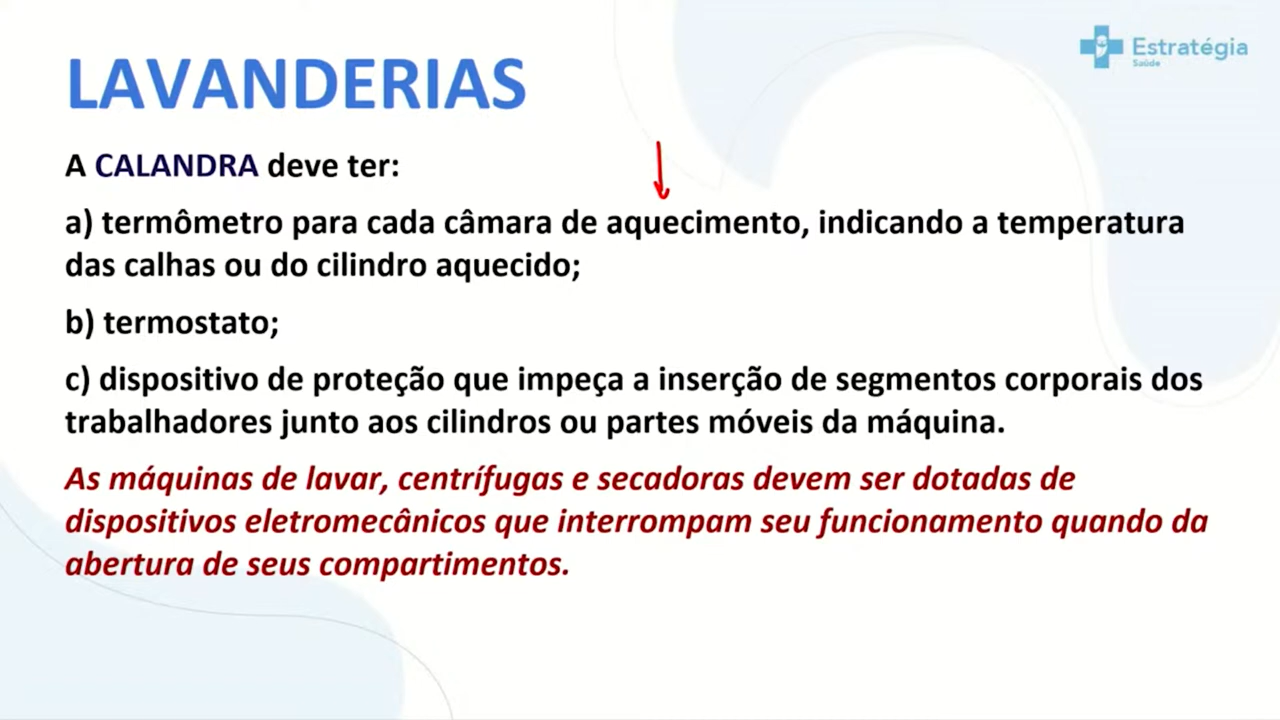 Estratégia
Saúde
LAVANDERIAS
A CALANDRA deve ter:
a) termômetro para cada câmara de aquecimento, indicando a temperatura
das calhas ou do cilindro aquecido;
b) termostato;
c) dispositivo de proteção que impeça a inserção de segmentos corporais dos
trabalhadores junto aos cilindros ou partes móveis da máquina.
As máquinas de lavar, centrífugas e secadoras devem ser dotadas de
dispositivos eletromecânicos que interrompam seu funcionamento quando da
abertura de seus compartimentos.